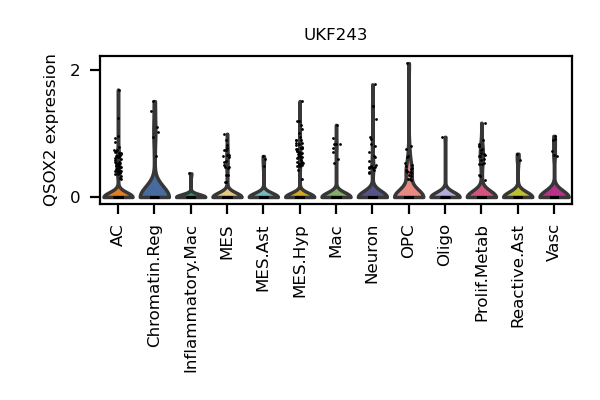 UKF243
QSOX2 expression
2
0
AC
Chromatin.Reg
Inflammatory.Mac
MES
MES.Ast
MES.Hyp
Mac
Neuron
OPC
Oligo
Prolif.Metab
Reactive.Ast
Vasc